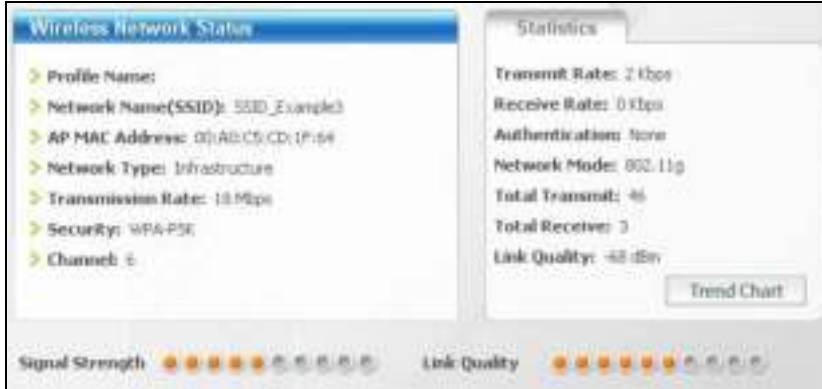 Wireless Network Status
Profile Name:
Network Name(SSID): SSID_Example3
AP MAC Address: 00:A0:C5:CD:1F:64
Network Type: Infrastructure
Transmission Rate: 18 Mbps
Security: WPA-PSK
Channel: 6
Statistics
Transmit Rate: 2 Kbps
Receive Rate: 0 Kbps
Authentication: None
Network Mode: 802.11g
Total Transmit: 46
Total Receive: 3
Link Quality: -68 dBm
Trend Chart
Signal Strength
Link Quality